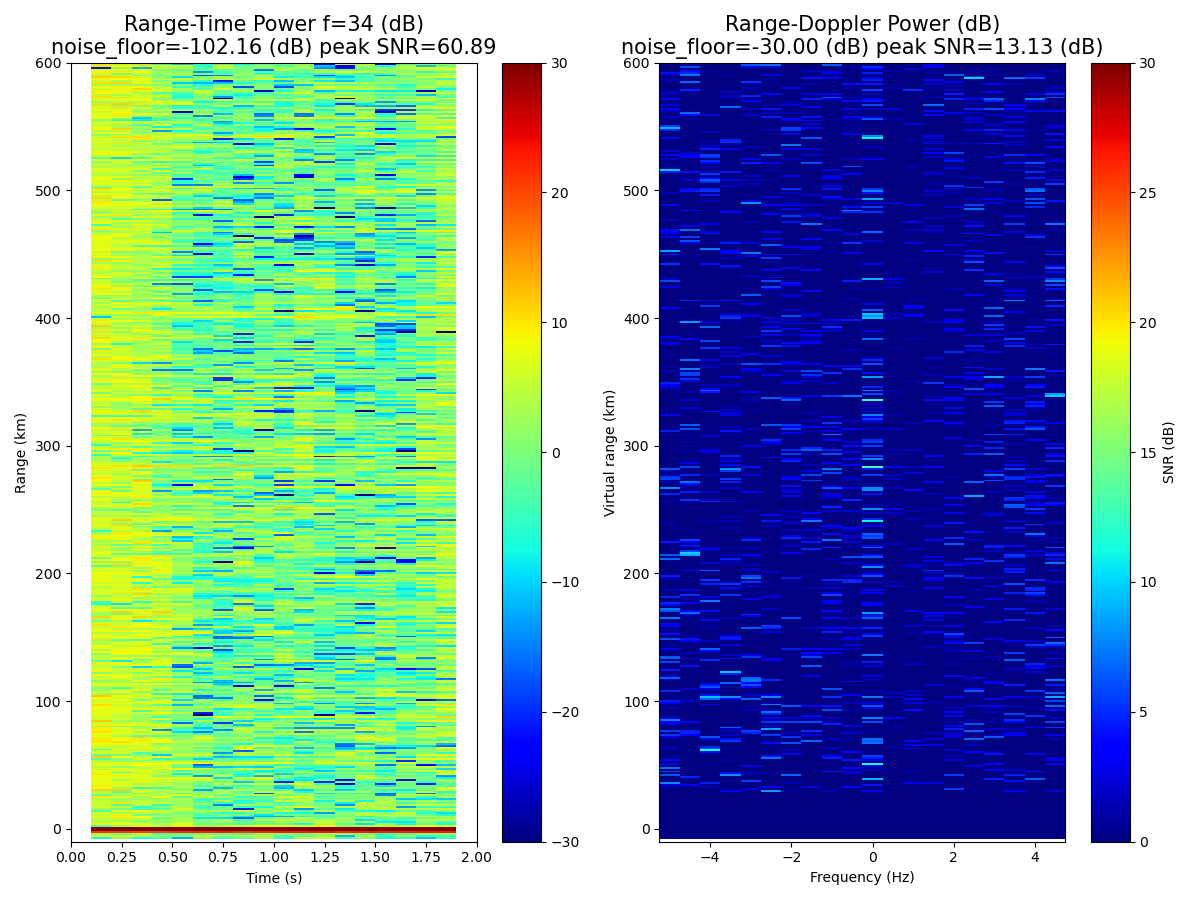 Range-Time Power f=34 (dB)
noise_floor=-102.16 (dB) peak SNR=60.89
Range (km)
600
500
400
300
200
100
0
0.00 0.25 0.50 0.75 1.00 1.25 1.50 1.75 2.00
Time (s)
30
20
10
0
−10
−20
−30
Range-Doppler Power (dB)
noise_floor=-30.00 (dB) peak SNR=13.13 (dB)
Virtual range (km)
600
500
400
300
200
100
0
−4 −2 0 2 4
Frequency (Hz)
30
25
20
15
10
5
0
SNR (dB)